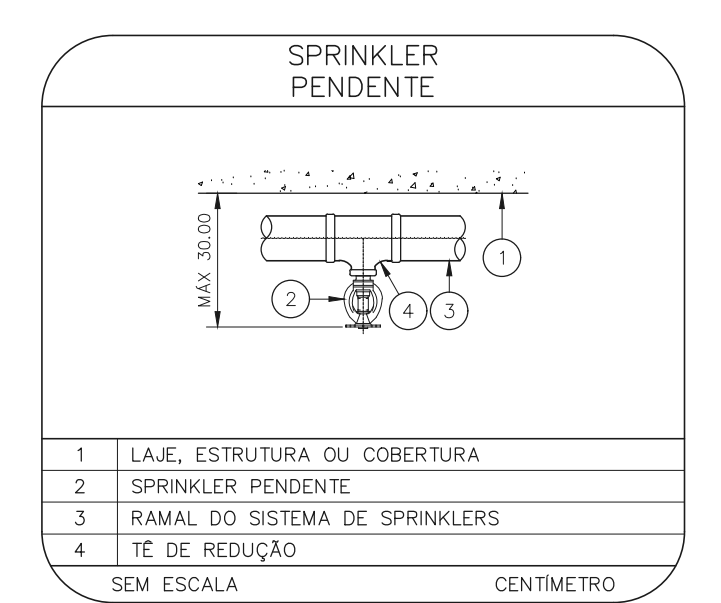 SPRINKLER
PENDENTE
MÁX 30.00
1
2
4
3
1 LAJE, ESTRUTURA OU COBERTURA
2 SPRINKLER PENDENTE
3 RAMAL DO SISTEMA DE SPRINKLERS
4 TÊ DE REDUÇÃO
SEM ESCALA CENTÍMETRO